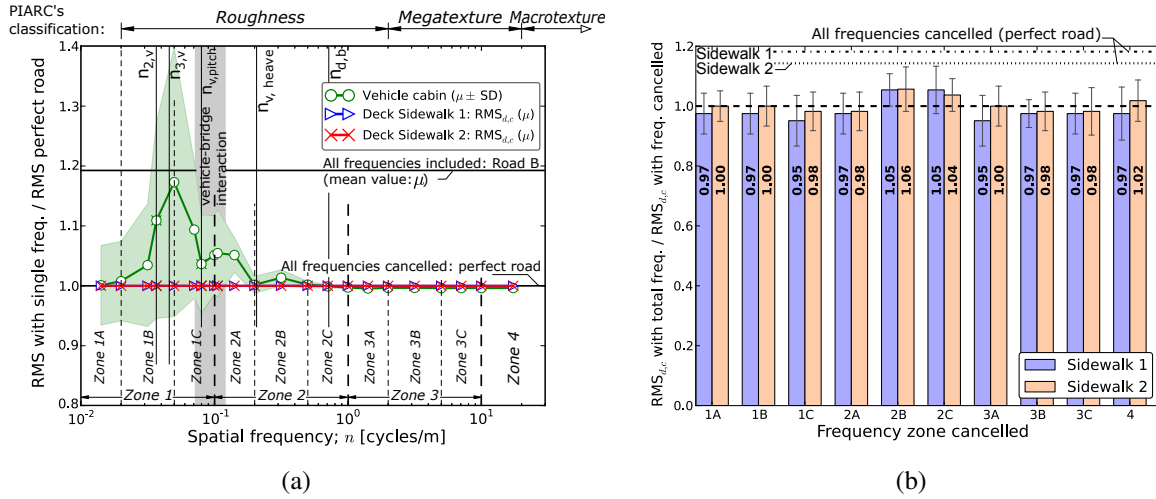 PIARC's
classification:
Roughness
Megatexture
Macrotexture
RMS with single freq. / RMS perfect road
1.4
1.3
1.2
1.1
1.0
0.9
0.8
n2,v
n3,v
nv,pitch
nv, heave
nd,b
vehicle-bridge
interaction
Vehicle cabin (μ ± SD)
Deck Sidewalk 1: RMSd,c (μ)
Deck Sidewalk 2: RMSd,c (μ)
All frequencies included: Road B
(mean value: μ)
All frequencies cancelled: perfect road
Zone 1A
Zone 1B
Zone 1C
Zone 2A
Zone 2B
Zone 2C
Zone 3A
Zone 3B
Zone 3C
Zone 4
Zone 1
Zone 2
Zone 3
10⁻² 10⁻¹ 10⁰ 10¹
Spatial frequency; n [cycles/m]
(a)
RMSd,c with total freq. / RMSd,c with freq. cancelled
1.2
1.0
0.8
0.6
0.4
0.2
0.0
All frequencies cancelled (perfect road)
Sidewalk 1
Sidewalk 2
0.97 1.00 0.97 1.00 0.95 0.98 0.97 0.98 1.05 1.06 1.05 1.04 0.95 1.00 0.97 0.98 0.97 0.98 0.97 1.02
Sidewalk 1
Sidewalk 2
1A 1B 1C 2A 2B 2C 3A 3B 3C 4
Frequency zone cancelled
(b)